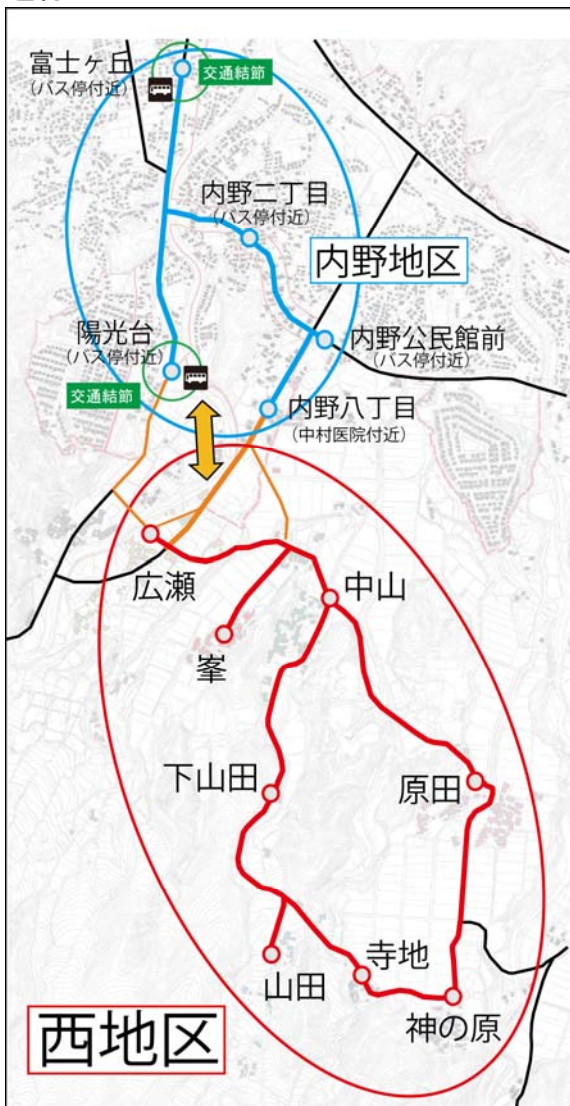 富士ヶ丘
(バス停付近)
交通結節
内野二丁目
(バス停付近)
内野地区
陽光台
(バス停付近)
交通結節
内野公民館前
(バス停付近)
内野八丁目
(中村医院付近)
広瀬
中山
峯
下山田
原田
山田
寺地
神の原
西地区